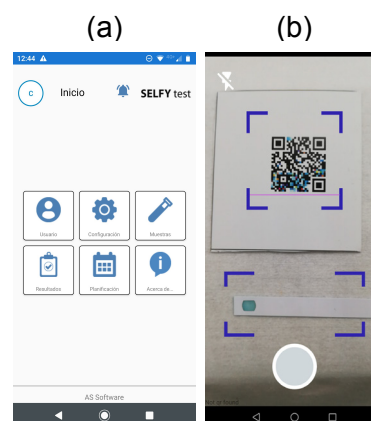 (a)
(b)
12:44
C
Inicio
SELFY test
Usuario
Configuración
Muestras
Resultados
Planificación
Acerca de...
AS Software